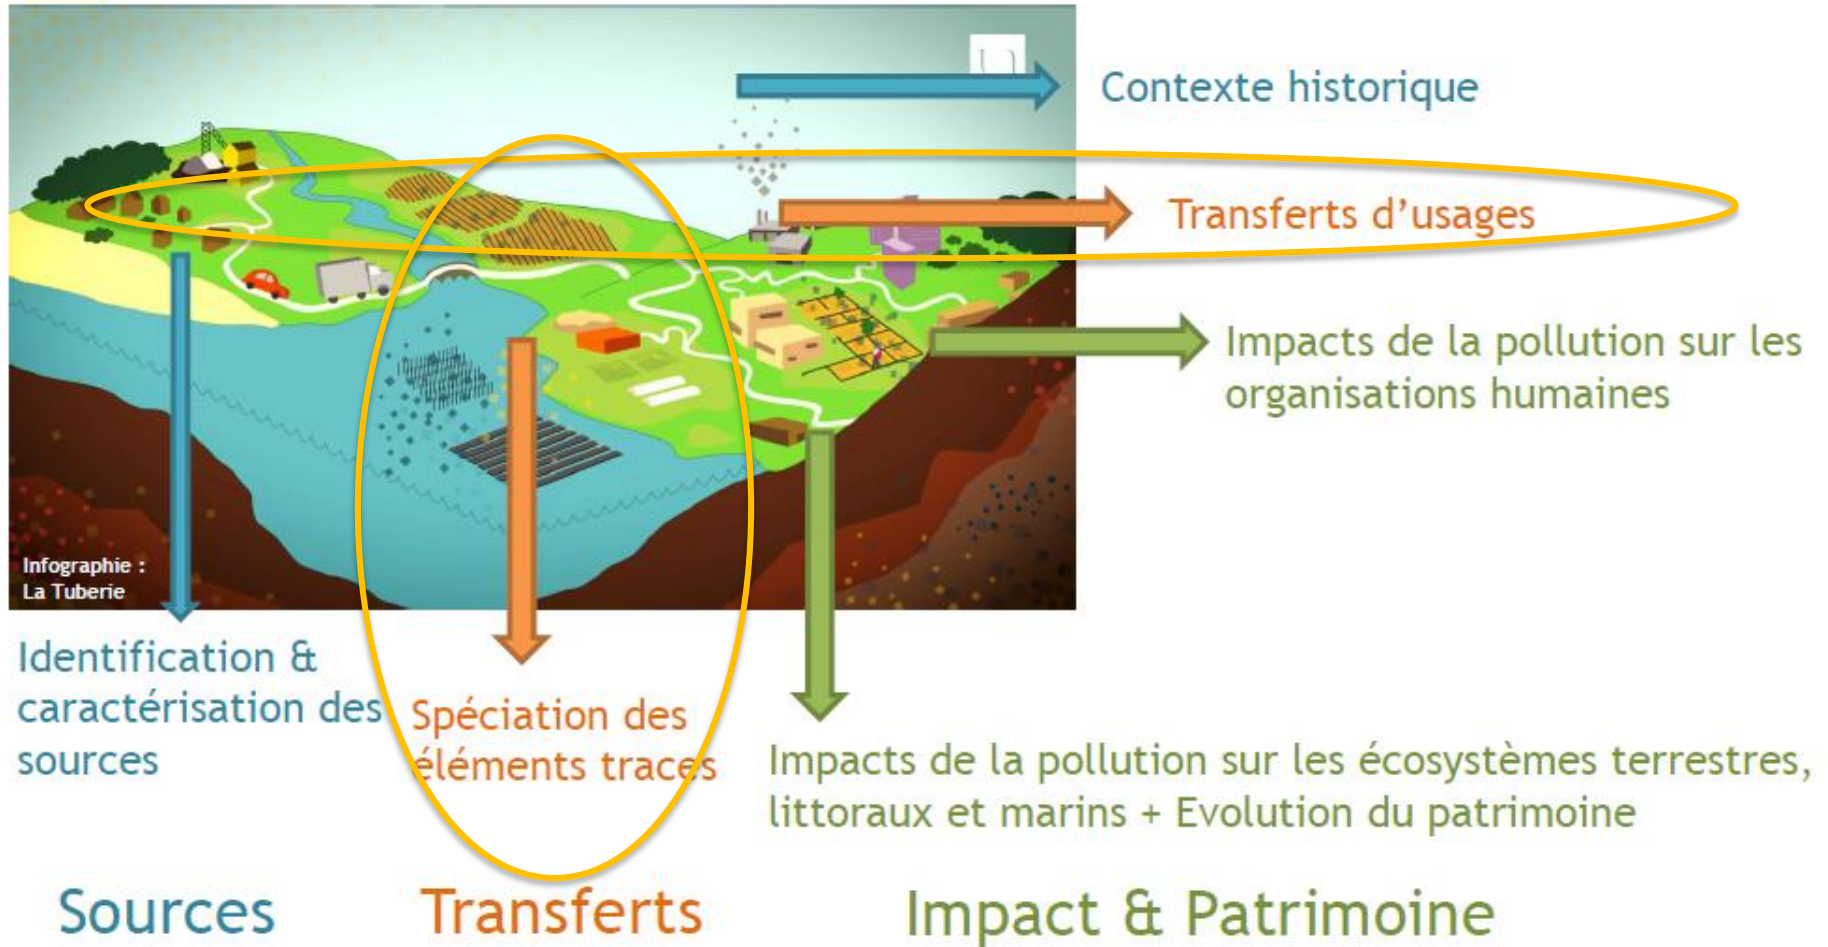 Contexte historique
Transferts d'usages
Impacts de la pollution sur les
organisations humaines
Infographie :
La Tuberie
Identification &
caractérisation des
sources
Spéciation des
éléments traces
Impacts de la pollution sur les écosystèmes terrestres,
littoraux et marins + Evolution du patrimoine
Sources
Transferts
Impact & Patrimoine